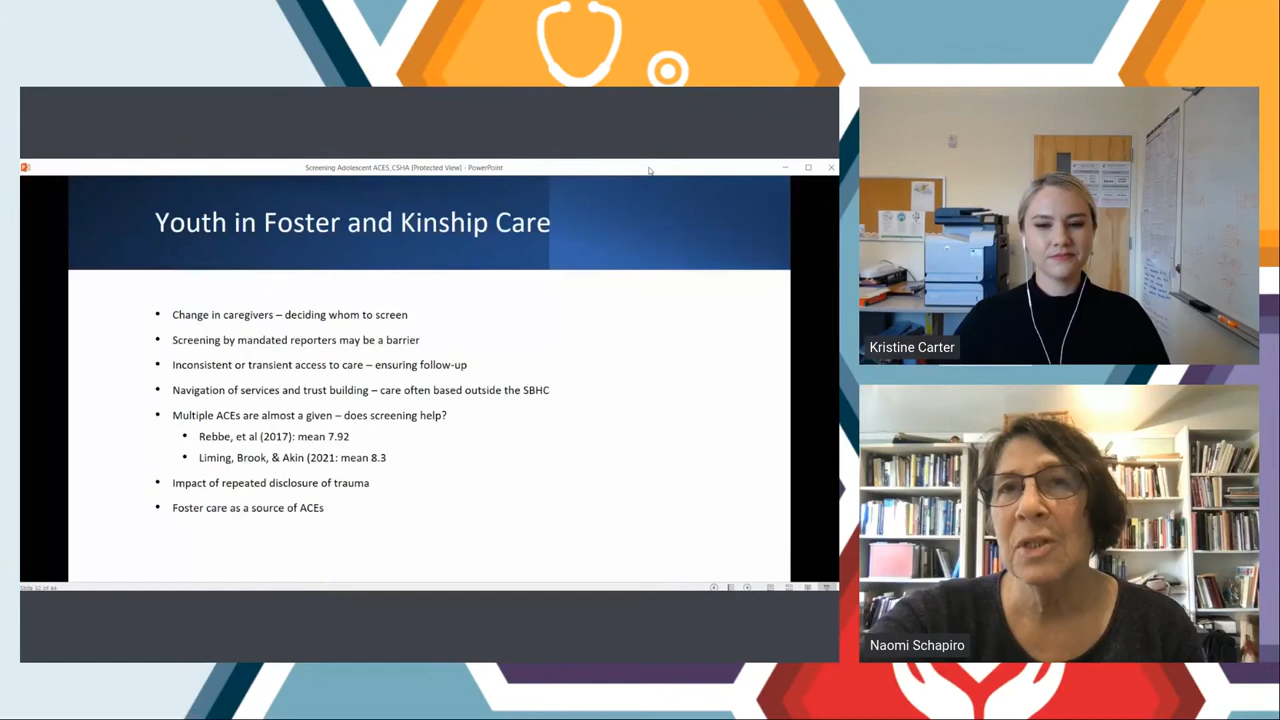 Screening Adolescent ACES_CSHA [Protected View] - PowerPoint
Youth in Foster and Kinship Care
• Change in caregivers – deciding whom to screen
• Screening by mandated reporters may be a barrier
• Inconsistent or transient access to care – ensuring follow-up
• Navigation of services and trust building – care often based outside the SBHC
• Multiple ACEs are almost a given – does screening help?
• Rebbe, et al (2017): mean 7.92
• Liming, Brook, & Akin (2021: mean 8.3
• Impact of repeated disclosure of trauma
• Foster care as a source of ACEs
Kristine Carter
Naomi Schapiro